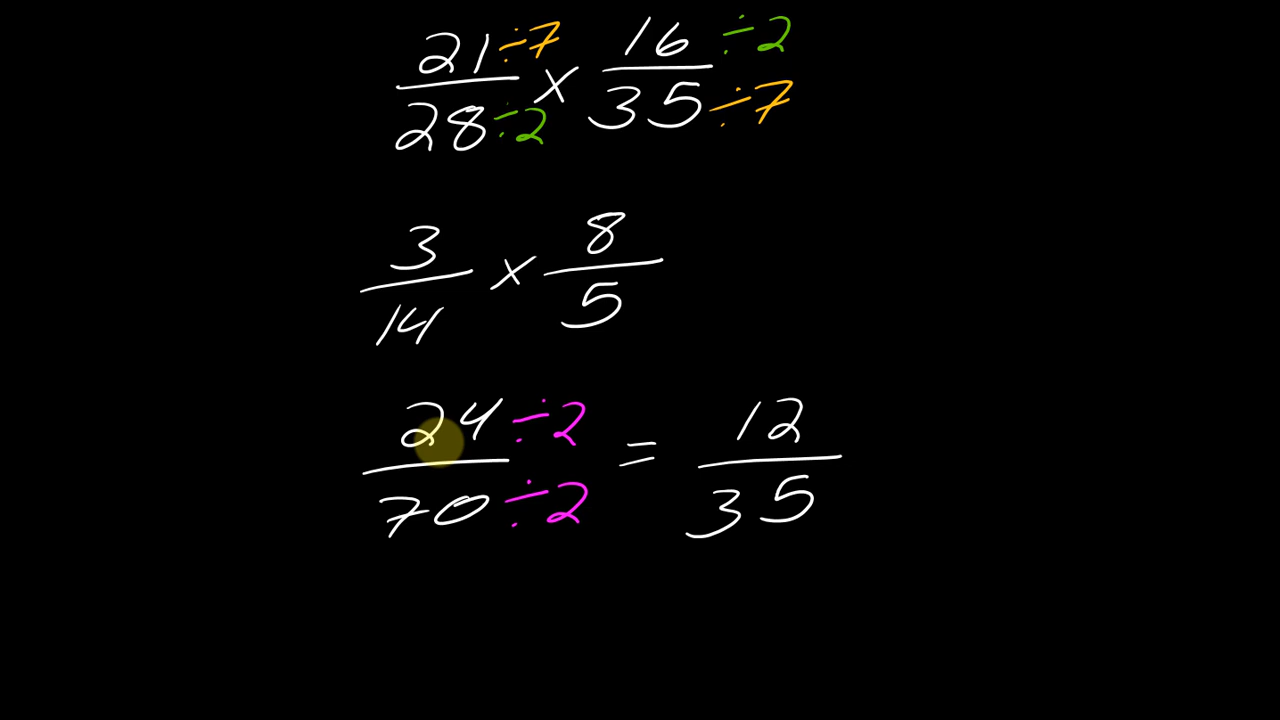 21÷7 16÷2
— × —
28÷2 35÷7
3 8
— × —
14 5
24÷2 12
— = —
70÷2 35